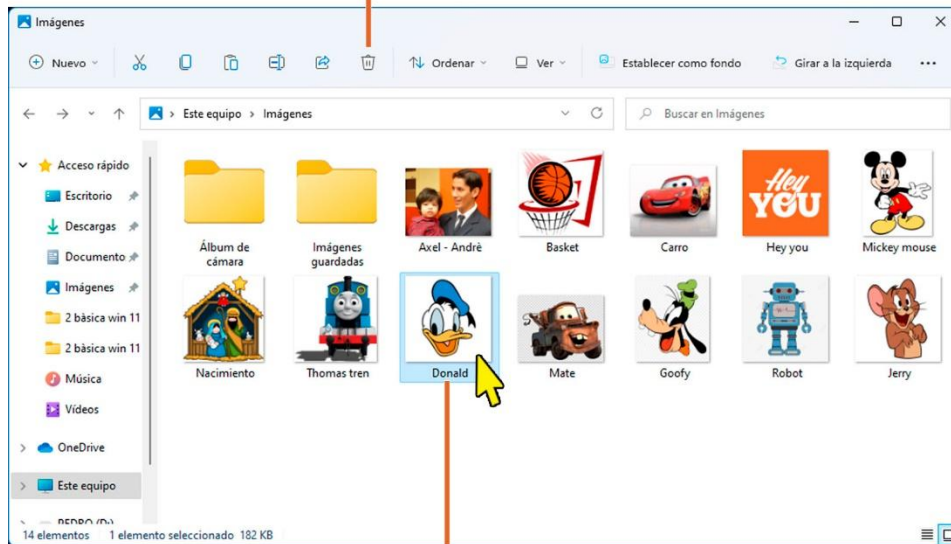 Imágenes
Nuevo
Ordenar
Ver
Establecer como fondo
Girar a la izquierda
Este equipo > Imágenes
Buscar en Imágenes
Acceso rápido
Escritorio
Descargas
Documento
Imágenes
2 bàsica win 11
2 bàsica win 11
Música
Vídeos
OneDrive
Este equipo
PEDRO (D:)
Álbum de
cámara
Imágenes
guardadas
Axel - Andrè
Basket
Carro
Hey you
Mickey mouse
Hey
YOU
Nacimiento
Thomas tren
Donald
Mate
Goofy
Robot
Jerry
14 elementos 1 elemento seleccionado 182 KB